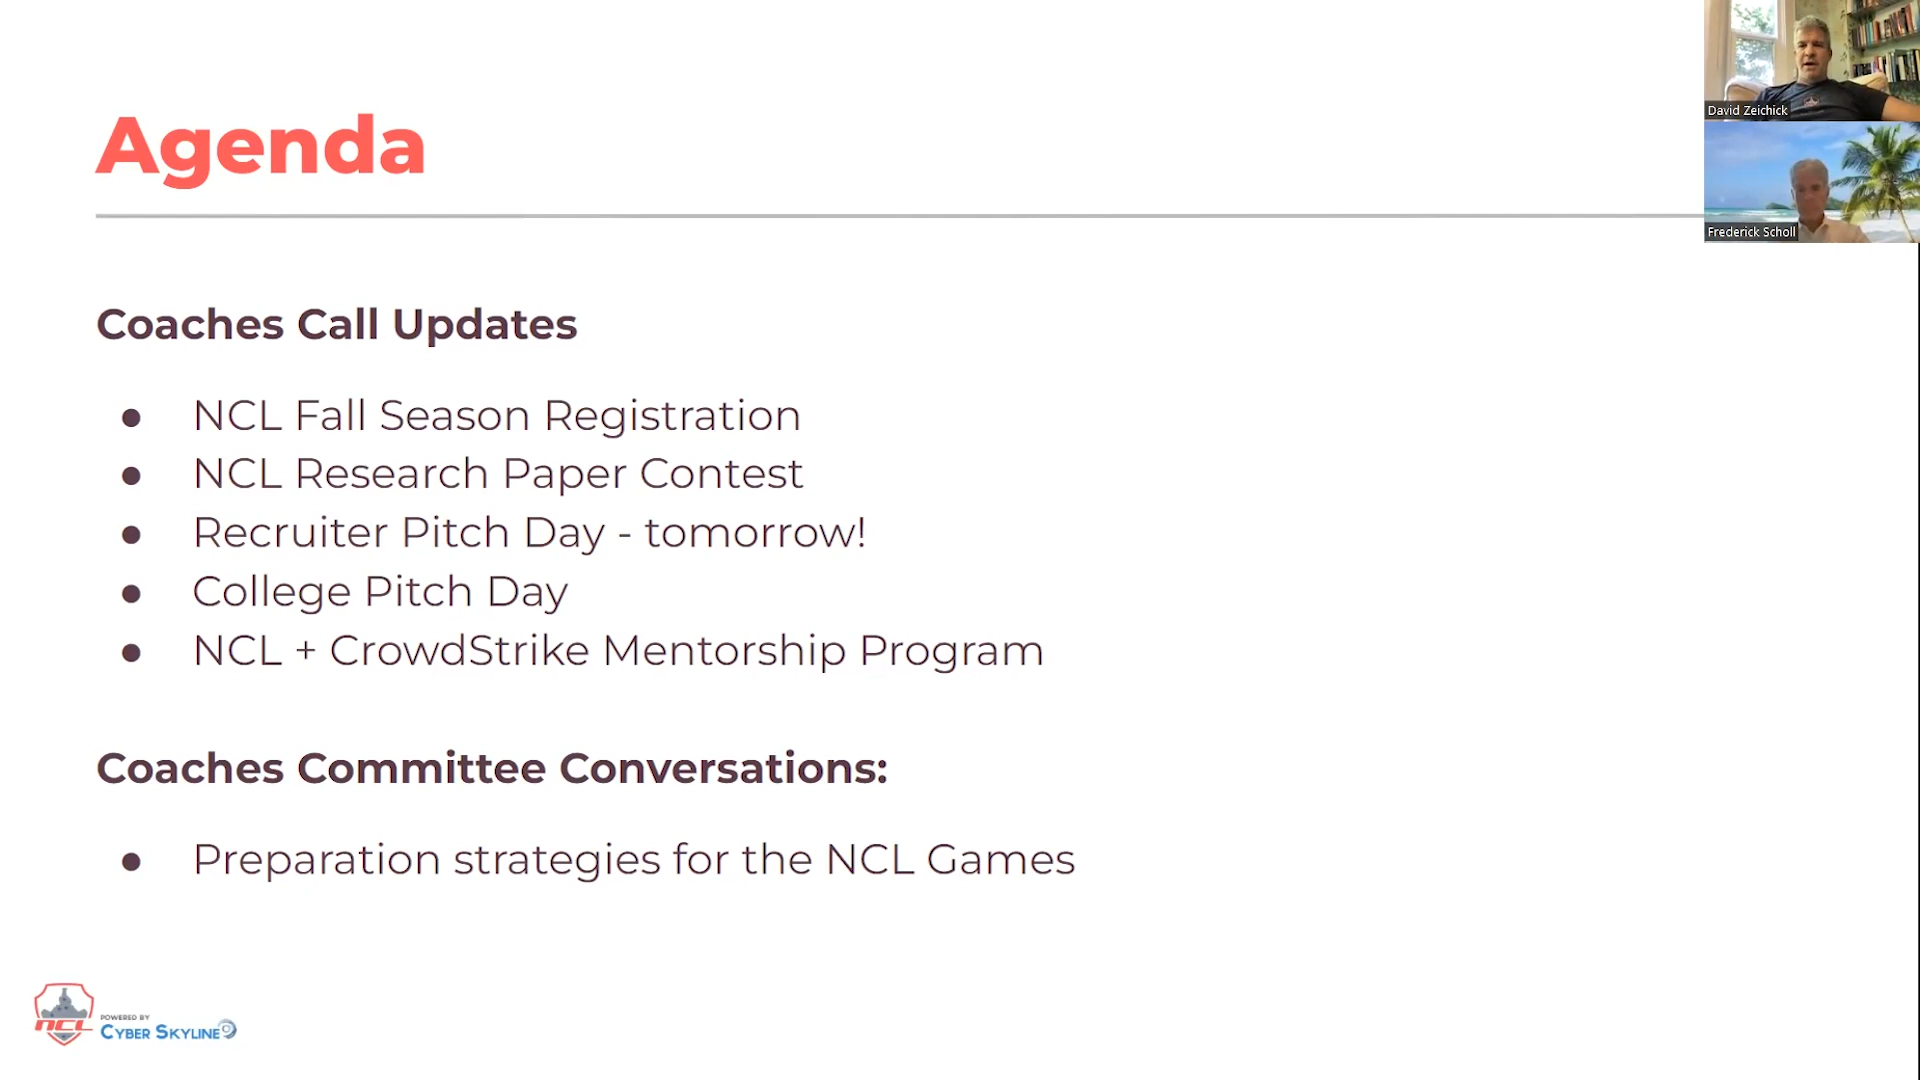 Agenda
David Zeichick
Frederick Scholl
Coaches Call Updates
● NCL Fall Season Registration
● NCL Research Paper Contest
● Recruiter Pitch Day - tomorrow!
● College Pitch Day
● NCL + CrowdStrike Mentorship Program
Coaches Committee Conversations:
● Preparation strategies for the NCL Games
NCL
POWERED BY
CYBER SKYLINE